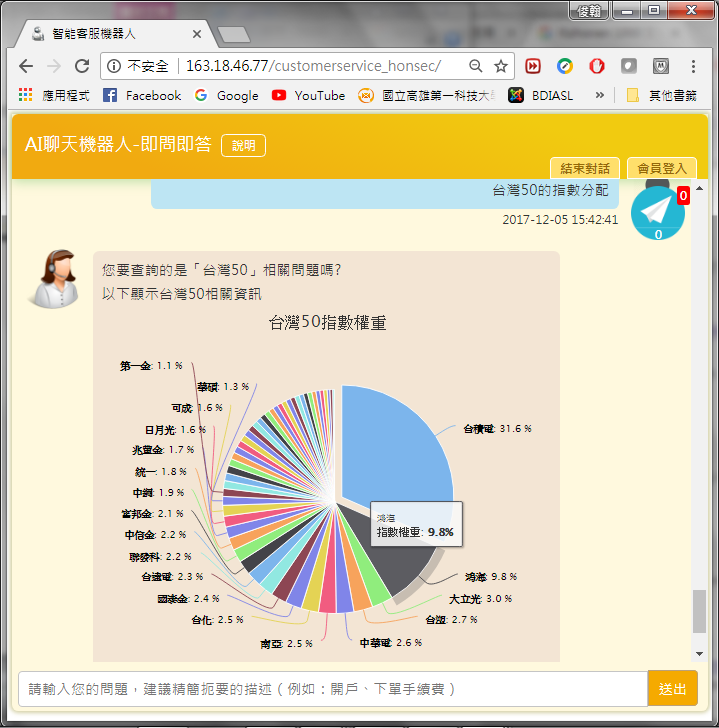 俊翰
智能客服機器人
不安全
163.18.46.77/customerservice_honsec/
應用程式
Facebook
Google
YouTube
國立高雄第一科技大學
BDIASL
»
其他書籤
AI聊天機器人-即問即答
說明
結束對話
會員登入
台灣50的指數分配
2017-12-05 15:42:41
0
0
您要查詢的是「台灣50」相關問題嗎?
以下顯示台灣50相關資訊
台灣50指數權重
第一金: 1.1 %
華碩: 1.3 %
可成: 1.6 %
日月光: 1.6 %
兆豐金: 1.7 %
統一: 1.8 %
中鋼: 1.9 %
富邦金: 2.1 %
中信金: 2.2 %
聯發科: 2.2 %
台達電: 2.3 %
國泰金: 2.4 %
台化: 2.5 %
南亞: 2.5 %
中華電: 2.6 %
台塑: 2.7 %
大立光: 3.0 %
鴻海: 9.8 %
台積電: 31.6 %
鴻海
指數權重: 9.8%
請輸入您的問題，建議精簡扼要的描述（例如：開戶、下單手續費）
送出